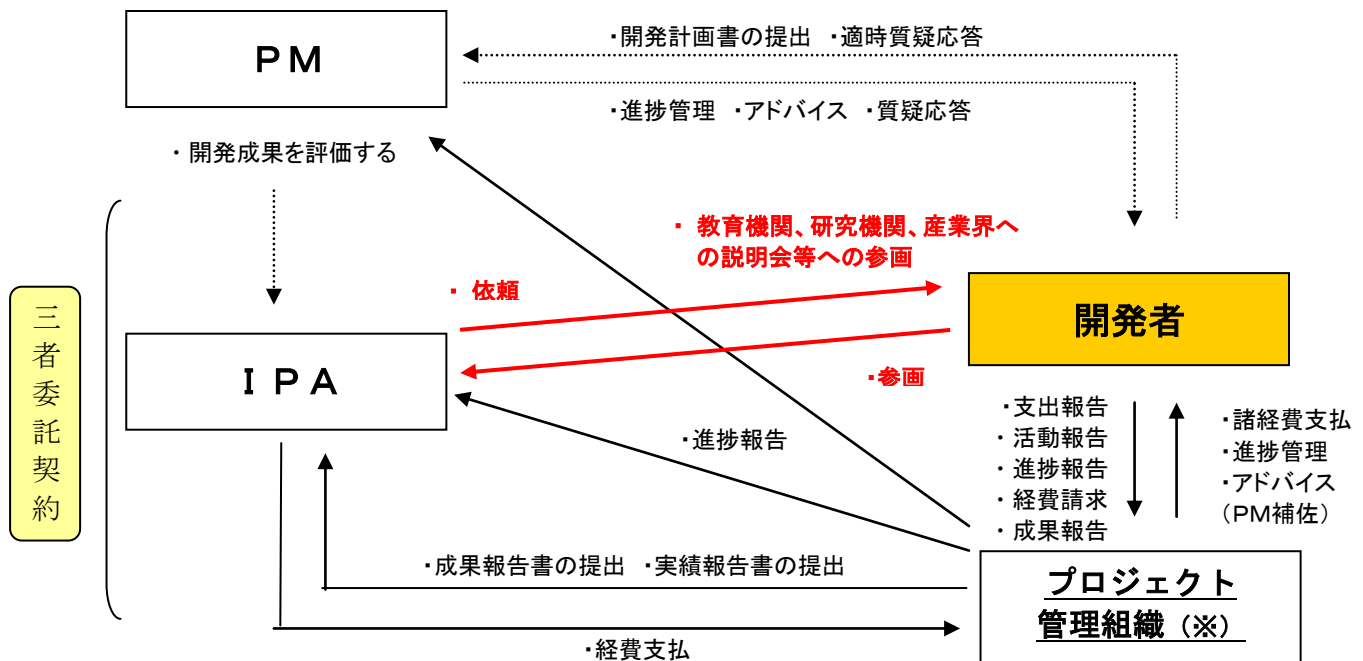 PM
・開発計画書の提出 ・適時質疑応答
・進捗管理 ・アドバイス ・質疑応答
・開発成果を評価する
・ 教育機関、研究機関、産業界へ
の説明会等への参画
・ 依頼
開発者
三者委託契約
IPA
・参画
・進捗報告
・支出報告
・活動報告
・進捗報告
・経費請求
・成果報告
・諸経費支払
・進捗管理
・アドバイス
(PM補佐)
・成果報告書の提出 ・実績報告書の提出
プロジェクト
管理組織(※)
・経費支払